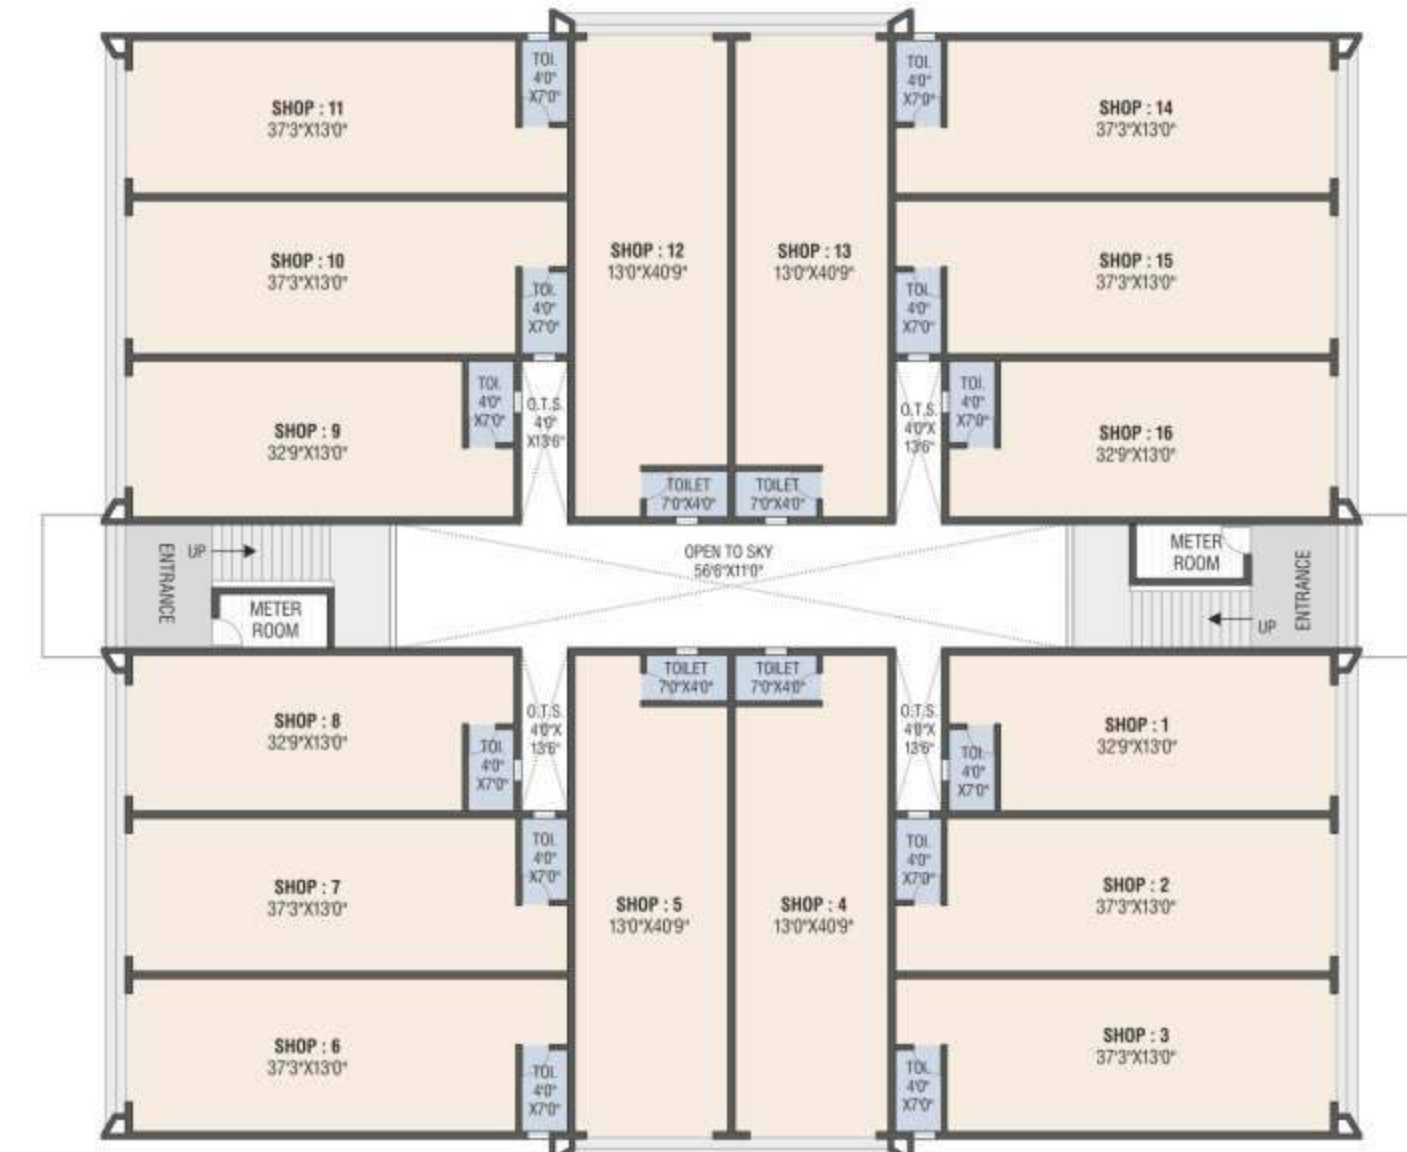 TOI.
4'0"
X7'0"
SHOP : 11
37'3"X13'0"
SHOP : 10
37'3"X13'0"
TOI.
4'0"
X7'0"
SHOP : 9
32'9"X13'0"
TOI.
4'0"
X7'0"
O.T.S.
4'0"
X13'6"
SHOP : 12
13'0"X40'9"
TOILET
7'0"X4'0"
SHOP : 13
13'0"X40'9"
TOILET
7'0"X4'0"
TOI.
4'0"
X7'0"
SHOP : 14
37'3"X13'0"
SHOP : 15
37'3"X13'0"
TOI.
4'0"
X7'0"
O.T.S.
4'0"X
13'6"
TOI.
4'0"
X7'0"
SHOP : 16
32'9"X13'0"
ENTRANCE
UP
METER
ROOM
OPEN TO SKY
56'6"X11'0"
METER
ROOM
UP
ENTRANCE
SHOP : 8
32'9"X13'0"
TOI.
4'0"
X7'0"
O.T.S.
4'0"X
13'6"
SHOP : 7
37'3"X13'0"
TOI.
4'0"
X7'0"
SHOP : 6
37'3"X13'0"
TOI.
4'0"
X7'0"
TOILET
7'0"X4'0"
SHOP : 5
13'0"X40'9"
TOILET
7'0"X4'0"
SHOP : 4
13'0"X40'9"
O.T.S.
4'0"X
13'6"
TOI.
4'0"
X7'0"
SHOP : 1
32'9"X13'0"
TOI.
4'0"
X7'0"
SHOP : 2
37'3"X13'0"
SHOP : 3
37'3"X13'0"
TOI.
4'0"
X7'0"